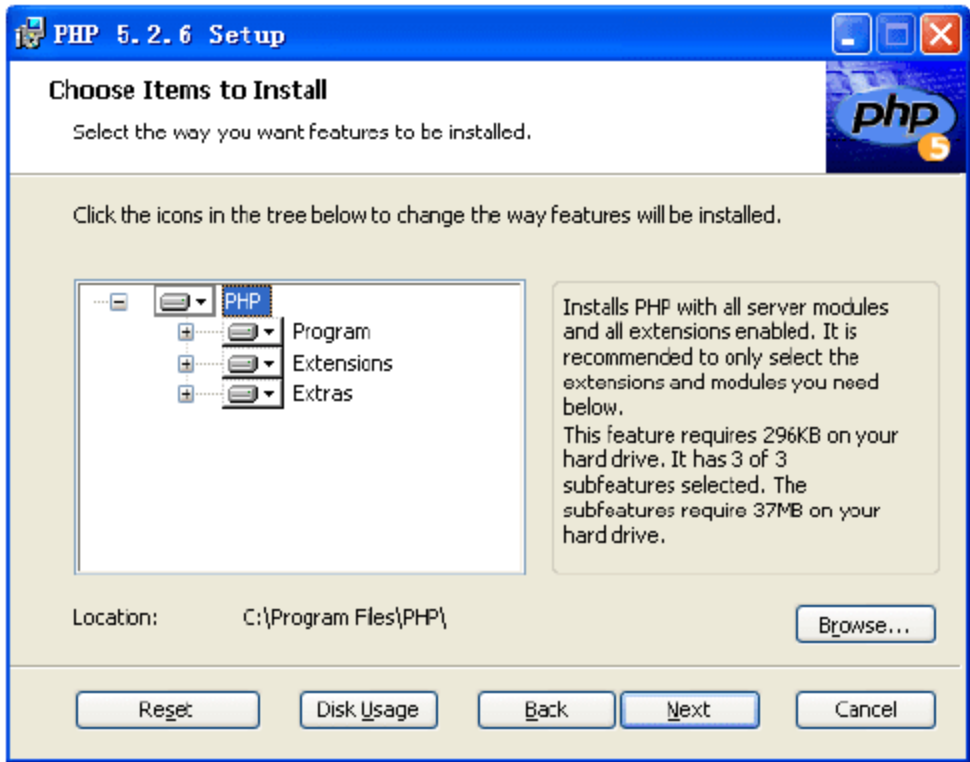 PHP 5.2.6 Setup
Choose Items to Install
Select the way you want features to be installed.
php
5
Click the icons in the tree below to change the way features will be installed.
PHP
Program
Extensions
Extras
Installs PHP with all server modules
and all extensions enabled. It is
recommended to only select the
extensions and modules you need
below.
This feature requires 296KB on your
hard drive. It has 3 of 3
subfeatures selected. The
subfeatures require 37MB on your
hard drive.
Location: C:\Program Files\PHP\
Browse...
Reset Disk Usage Back Next Cancel